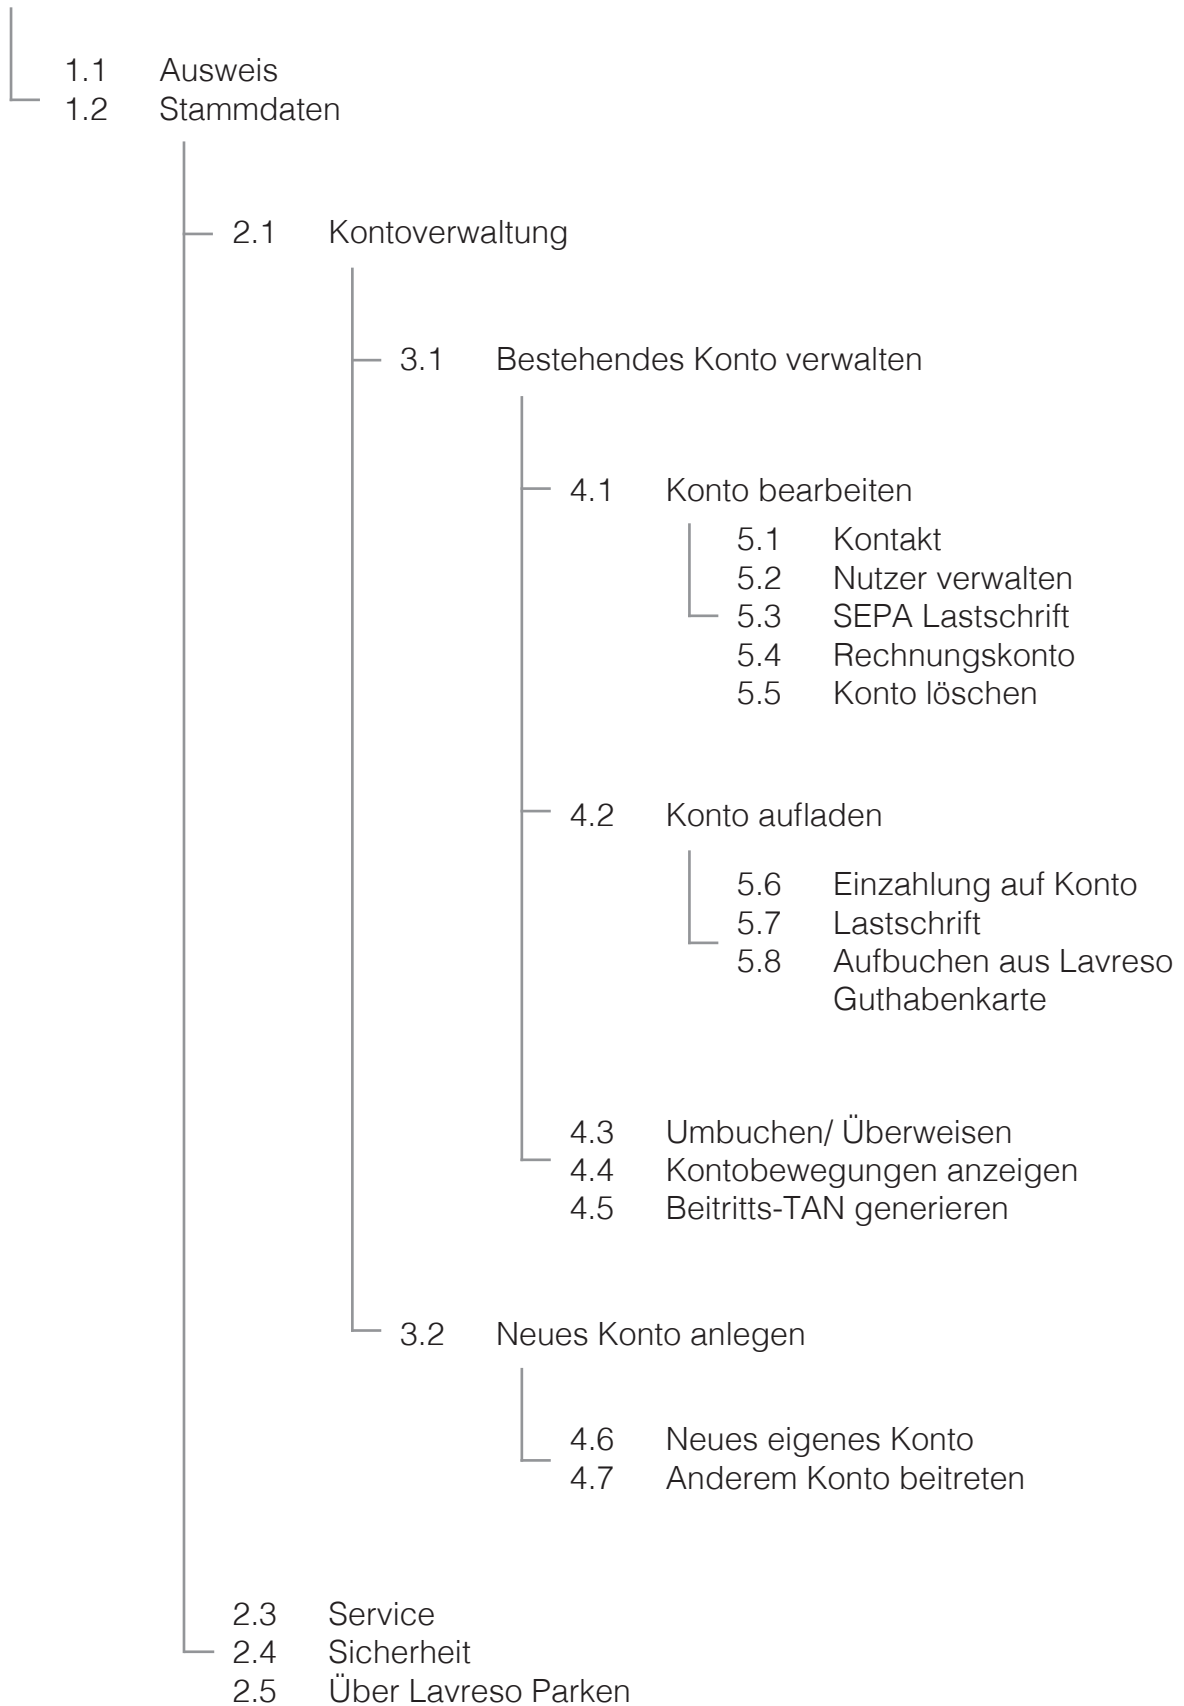 1.1 Ausweis
1.2 Stammdaten
2.1 Kontoverwaltung
3.1 Bestehendes Konto verwalten
4.1 Konto bearbeiten
5.1 Kontakt
5.2 Nutzer verwalten
5.3 SEPA Lastschrift
5.4 Rechnungskonto
5.5 Konto löschen
4.2 Konto aufladen
5.6 Einzahlung auf Konto
5.7 Lastschrift
5.8 Aufbuchen aus Lavreso
Guthabenkarte
4.3 Umbuchen/ Überweisen
4.4 Kontobewegungen anzeigen
4.5 Beitritts-TAN generieren
3.2 Neues Konto anlegen
4.6 Neues eigenes Konto
4.7 Anderem Konto beitreten
2.3 Service
2.4 Sicherheit
2.5 Über Lavreso Parken